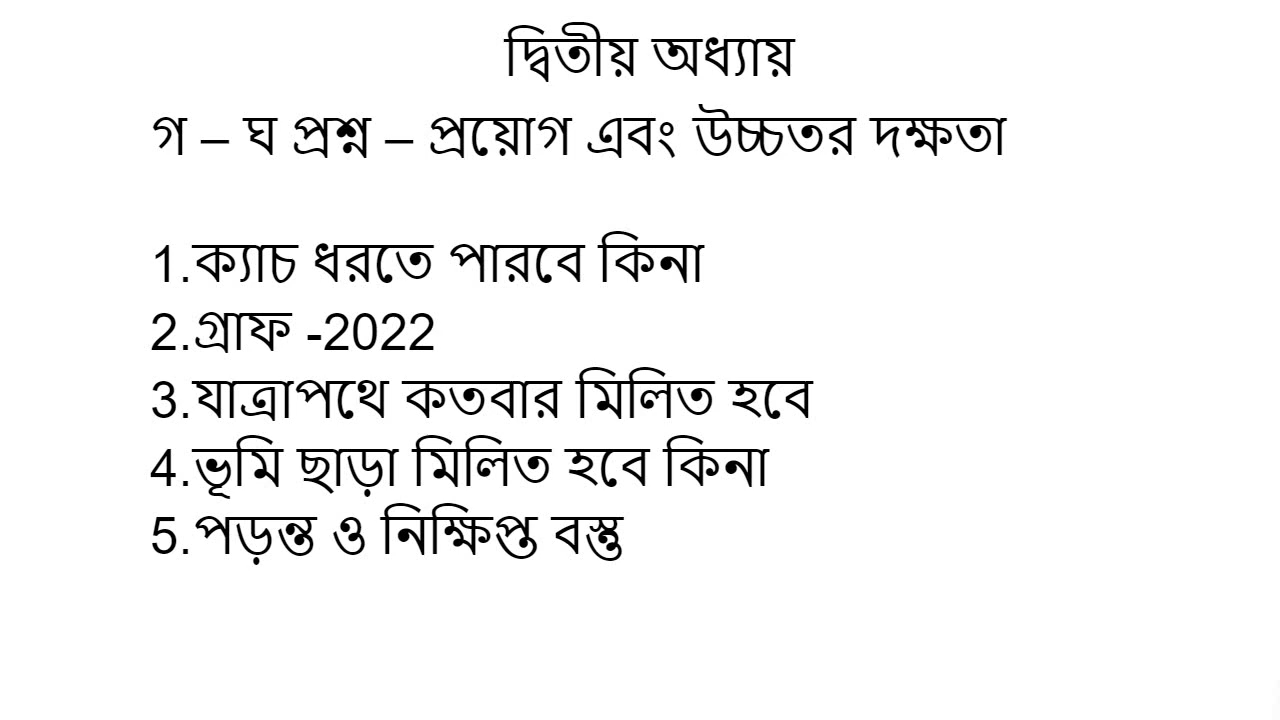 দ্বিতীয় অধ্যায়
গ – ঘ প্রশ্ন – প্রয়োগ এবং উচ্চতর দক্ষতা
1.ক্যাচ ধরতে পারবে কিনা
2.গ্রাফ -2022
3.যাত্রাপথে কতবার মিলিত হবে
4.ভূমি ছাড়া মিলিত হবে কিনা
5.পড়ন্ত ও নিক্ষিপ্ত বস্তু